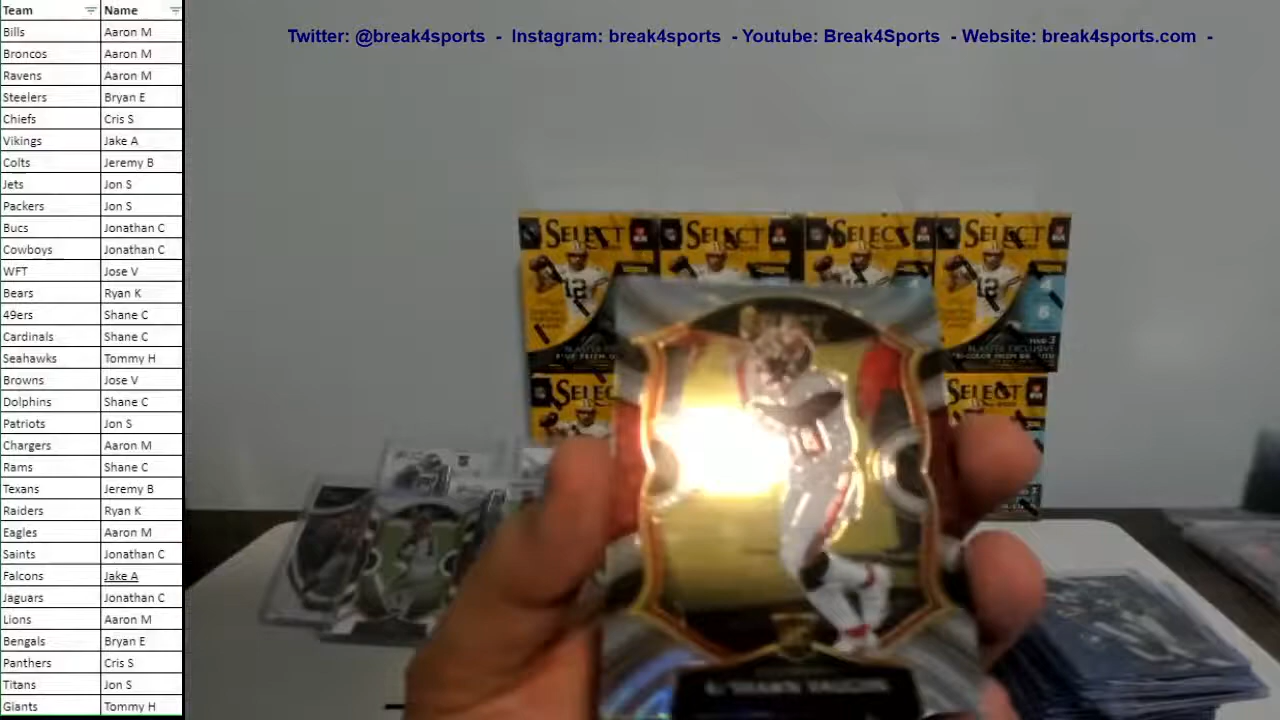 Team Name
Bills Aaron M
Broncos Aaron M
Ravens Aaron M
Steelers Bryan E
Chiefs Cris S
Vikings Jake A
Colts Jeremy B
Jets Jon S
Packers Jon S
Bucs Jonathan C
Cowboys Jonathan C
WFT Jose V
Bears Ryan K
49ers Shane C
Cardinals Shane C
Seahawks Tommy H
Browns Jose V
Dolphins Shane C
Patriots Jon S
Chargers Aaron M
Rams Shane C
Texans Jeremy B
Raiders Ryan K
Eagles Aaron M
Saints Jonathan C
Falcons Jake A
Jaguars Jonathan C
Lions Aaron M
Bengals Bryan E
Panthers Cris S
Titans Jon S
Giants Tommy H
Twitter: @break4sports - Instagram: break4sports - Youtube: Break4Sports - Website: break4sports.com -
SELECT SELECT SELECT SELECT
12 12
SELECT SELECT